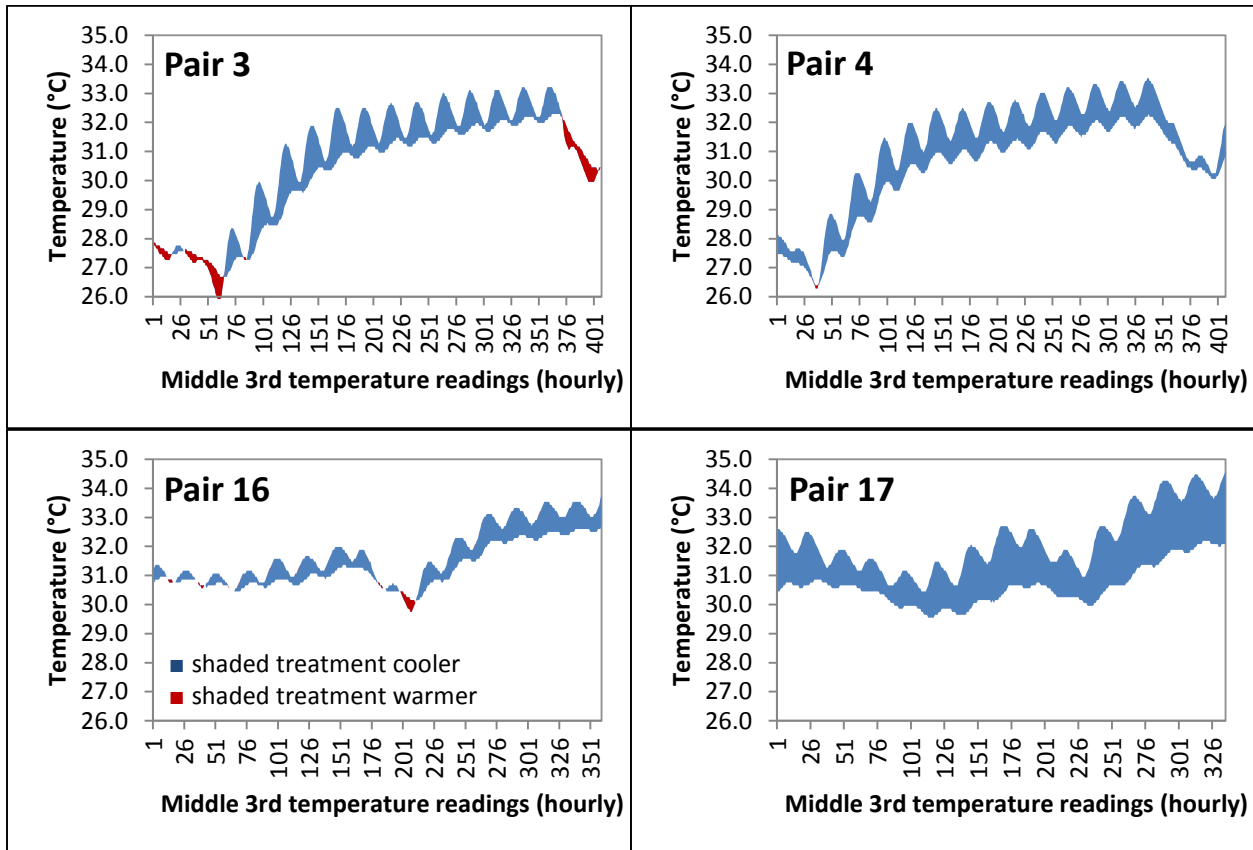 Pair 3
Temperature (°C)
35.0
34.0
33.0
32.0
31.0
30.0
29.0
28.0
27.0
26.0
1 26 51 76 101 126 151 176 201 226 251 276 301 326 351 376 401
Middle 3rd temperature readings (hourly)
Pair 4
Temperature (°C)
35.0
34.0
33.0
32.0
31.0
30.0
29.0
28.0
27.0
26.0
1 26 51 76 101 126 151 176 201 226 251 276 301 326 351 376 401
Middle 3rd temperature readings (hourly)
Pair 16
Temperature (°C)
35.0
34.0
33.0
32.0
31.0
30.0
29.0
28.0
27.0
26.0
shaded treatment cooler
shaded treatment warmer
1 26 51 76 101 126 151 176 201 226 251 276 301 326 351
Middle 3rd temperature readings (hourly)
Pair 17
Temperature (°C)
35.0
34.0
33.0
32.0
31.0
30.0
29.0
28.0
27.0
26.0
1 26 51 76 101 126 151 176 201 226 251 276 301 326
Middle 3rd temperature readings (hourly)